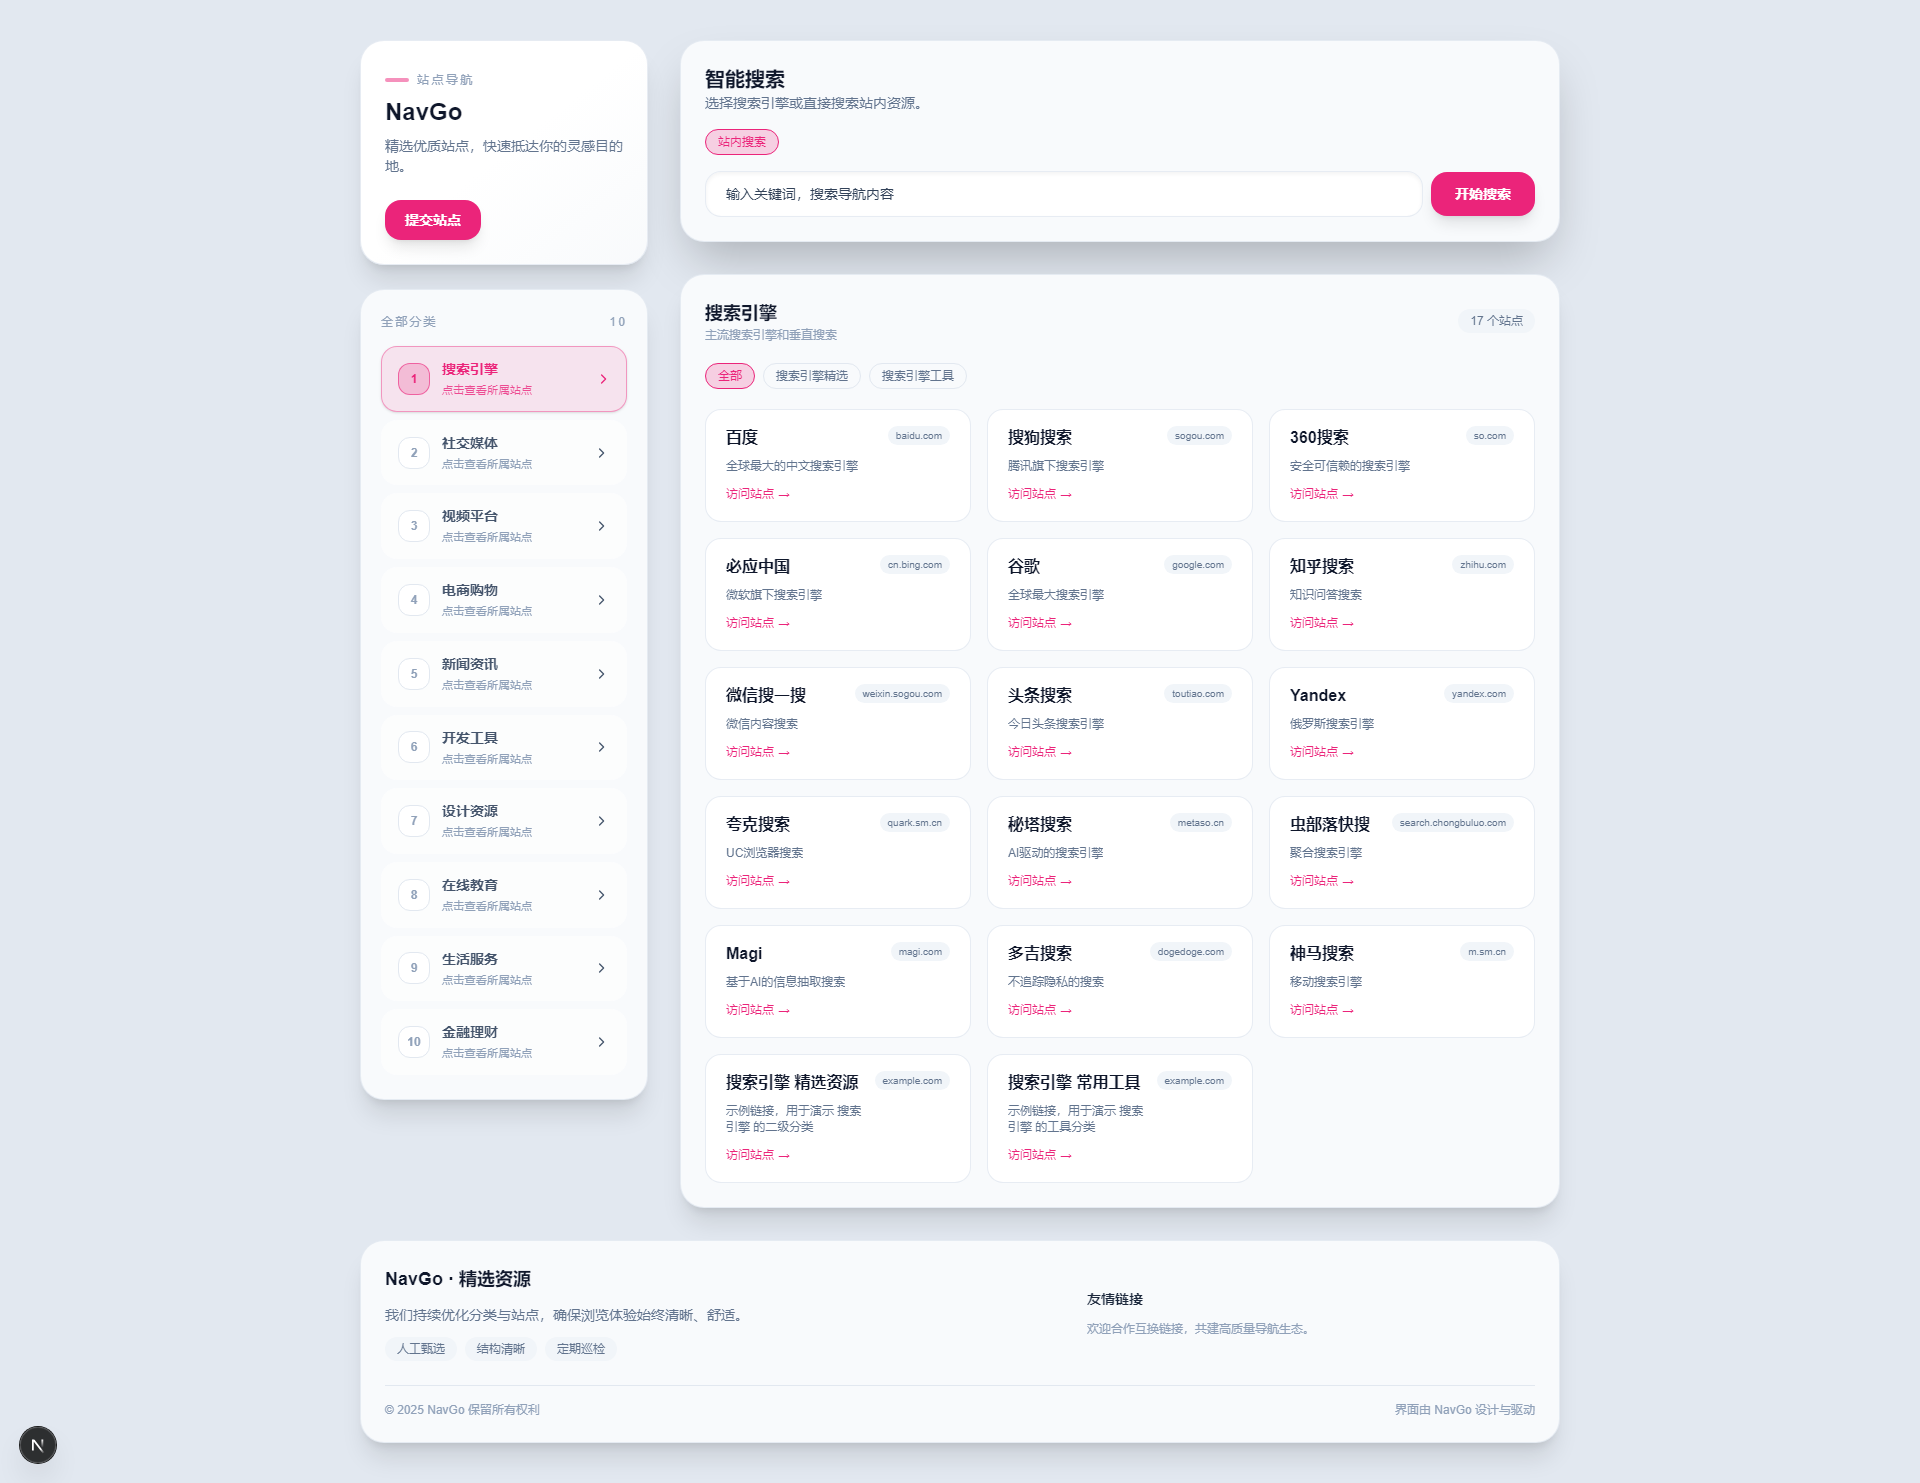 站点导航
NavGo
精选优质站点，快速抵达你的灵感目的
地。
提交站点
全部分类
10
1
搜索引擎
点击查看所属站点
2
社交媒体
点击查看所属站点
3
视频平台
点击查看所属站点
4
电商购物
点击查看所属站点
5
新闻资讯
点击查看所属站点
6
开发工具
点击查看所属站点
7
设计资源
点击查看所属站点
8
在线教育
点击查看所属站点
9
生活服务
点击查看所属站点
10
金融理财
点击查看所属站点
智能搜索
选择搜索引擎或直接搜索站内资源。
站内搜索
输入关键词，搜索导航内容
开始搜索
搜索引擎
主流搜索引擎和垂直搜索
17 个站点
全部
搜索引擎精选
搜索引擎工具
百度
baidu.com
全球最大的中文搜索引擎
访问站点 →
搜狗搜索
sogou.com
腾讯旗下搜索引擎
访问站点 →
360搜索
so.com
安全可信赖的搜索引擎
访问站点 →
必应中国
cn.bing.com
微软旗下搜索引擎
访问站点 →
谷歌
google.com
全球最大搜索引擎
访问站点 →
知乎搜索
zhihu.com
知识问答搜索
访问站点 →
微信搜一搜
weixin.sogou.com
微信内容搜索
访问站点 →
头条搜索
toutiao.com
今日头条搜索引擎
访问站点 →
Yandex
yandex.com
俄罗斯搜索引擎
访问站点 →
夸克搜索
quark.sm.cn
UC浏览器搜索
访问站点 →
秘塔搜索
metaso.cn
AI驱动的搜索引擎
访问站点 →
虫部落快搜
search.chongbuluo.com
聚合搜索引擎
访问站点 →
Magi
magi.com
基于AI的信息抽取搜索
访问站点 →
多吉搜索
dogedoge.com
不追踪隐私的搜索
访问站点 →
神马搜索
m.sm.cn
移动搜索引擎
访问站点 →
搜索引擎 精选资源
example.com
示例链接，用于演示 搜索
引擎 的二级分类
访问站点 →
搜索引擎 常用工具
example.com
示例链接，用于演示 搜索
引擎 的工具分类
访问站点 →
NavGo · 精选资源
我们持续优化分类与站点，确保浏览体验始终清晰、舒适。
人工甄选
结构清晰
定期巡检
友情链接
欢迎合作互换链接，共建高质量导航生态。
© 2025 NavGo 保留所有权利
界面由 NavGo 设计与驱动
N